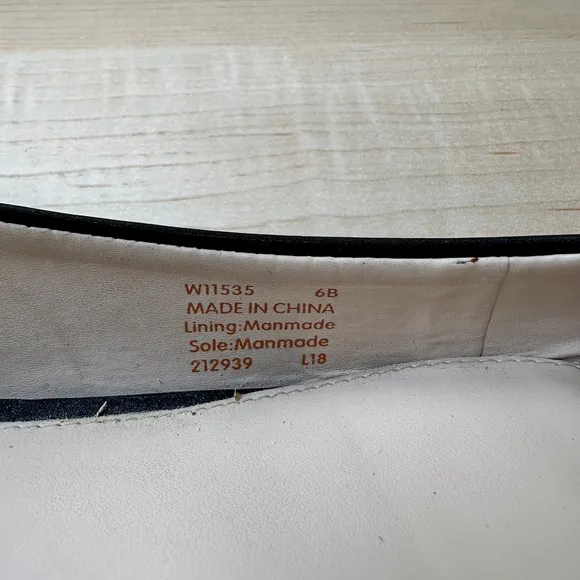 W11535 6B
MADE IN CHINA
Lining:Manmade
Sole:Manmade
212939 L18